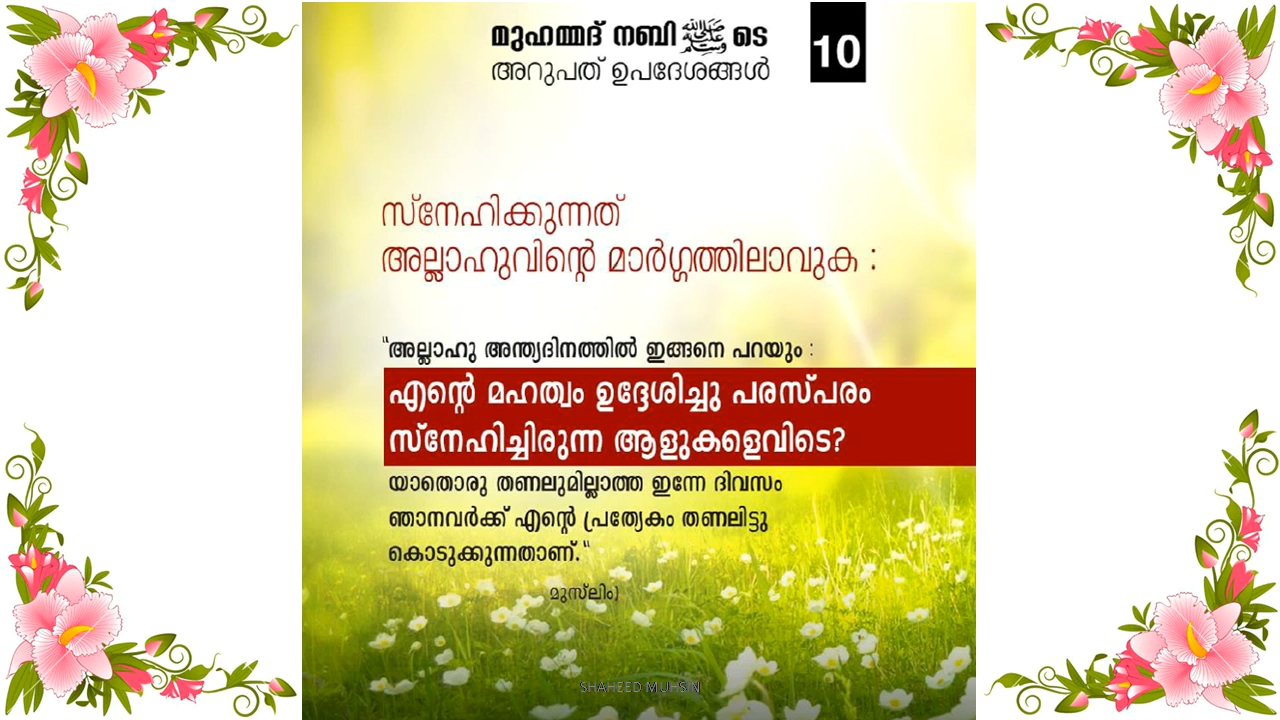 മുഹമ്മദ് നബി ﷺ ടെ
അറുപത് ഉപദേശങ്ങൾ
10
സ്നേഹിക്കുന്നത്
അല്ലാഹുവിന്റെ മാർഗ്ഗത്തിലാവുക :
"അല്ലാഹു അന്ത്യദിനത്തിൽ ഇങ്ങനെ പറയും :
എന്റെ മഹത്വം ഉദ്ദേശിച്ചു പരസ്പരം
സ്നേഹിച്ചിരുന്ന ആളുകളെവിടെ?
യാതൊരു തണലുമില്ലാത്ത ഇന്നേ ദിവസം
ഞാനവർക്ക് എന്റെ പ്രത്യേകം തണലിട്ടു
കൊടുക്കുന്നതാണ്."
മുസ്‌ലിം)
SHAHEED MUHSIN